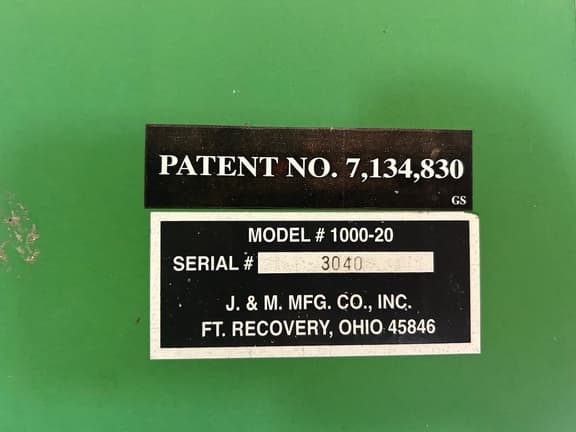 PATENT NO. 7,134,830
GS
MODEL # 1000-20
SERIAL # 3040
J. & M. MFG. CO., INC.
FT. RECOVERY, OHIO 45846